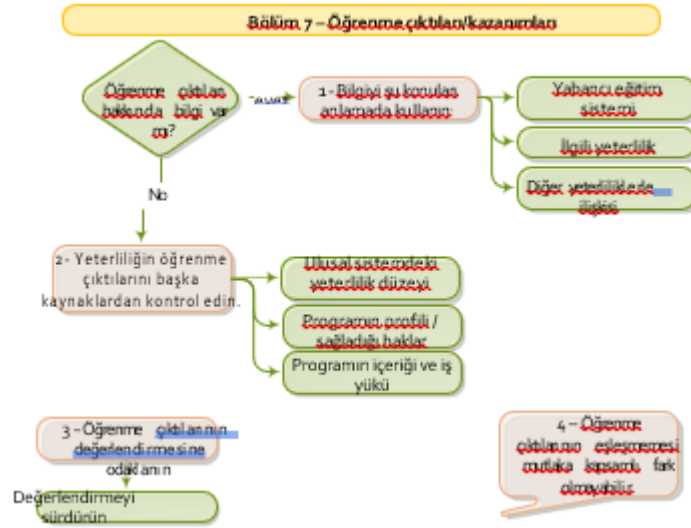 Bölüm 7 – Öğrenme çıktıları/kazanımları
Öğrenme çıktıları
hakkında bilgi var
mı?
1- Bilgiyi şu konuları
anlamada kullanın:
Yabancı eğitim
sistemi
İlgili yeterlilik
Diğer yeterliliklerle
ilişkisi
No
2- Yeterliliğin öğrenme
çıktılarını başka
kaynaklardan kontrol edin.
Ulusal sistemdeki
yeterlilik düzeyi
Programın profili /
sağladığı haklar
Programın içeriği ve iş
yükü
3 - Öğrenme çıktılarının
değerlendirmesine
odaklanın
Değerlendirmeyi
sürdürün
4 – Öğrenme
çıktılarının eşleşmemesi
mutlaka kapsamlı fark
olmayabilir.